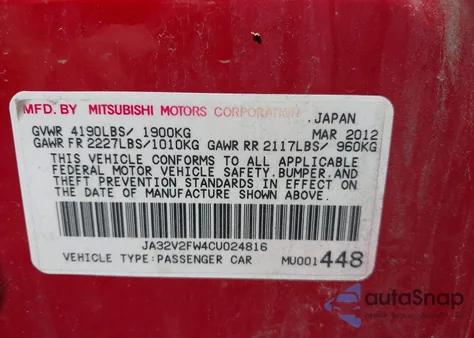 MFD. BY MITSUBISHI MOTORS CORPORATION .JAPAN
GVWR 4190LBS/ 1900KG MAR 2012
GAWR FR 2227LBS/1010KG GAWR RR 2117LBS/ 960KG
THIS VEHICLE CONFORMS TO ALL APPLICABLE
FEDERAL MOTOR VEHICLE SAFETY.BUMPER.AND
THEFT PREVENTION STANDARDS IN EFFECT ON
THE DATE OF MANUFACTURE SHOWN ABOVE.
JA32V2FW4CU024816
VEHICLE TYPE:PASSENGER CAR MU001448
autoSnap